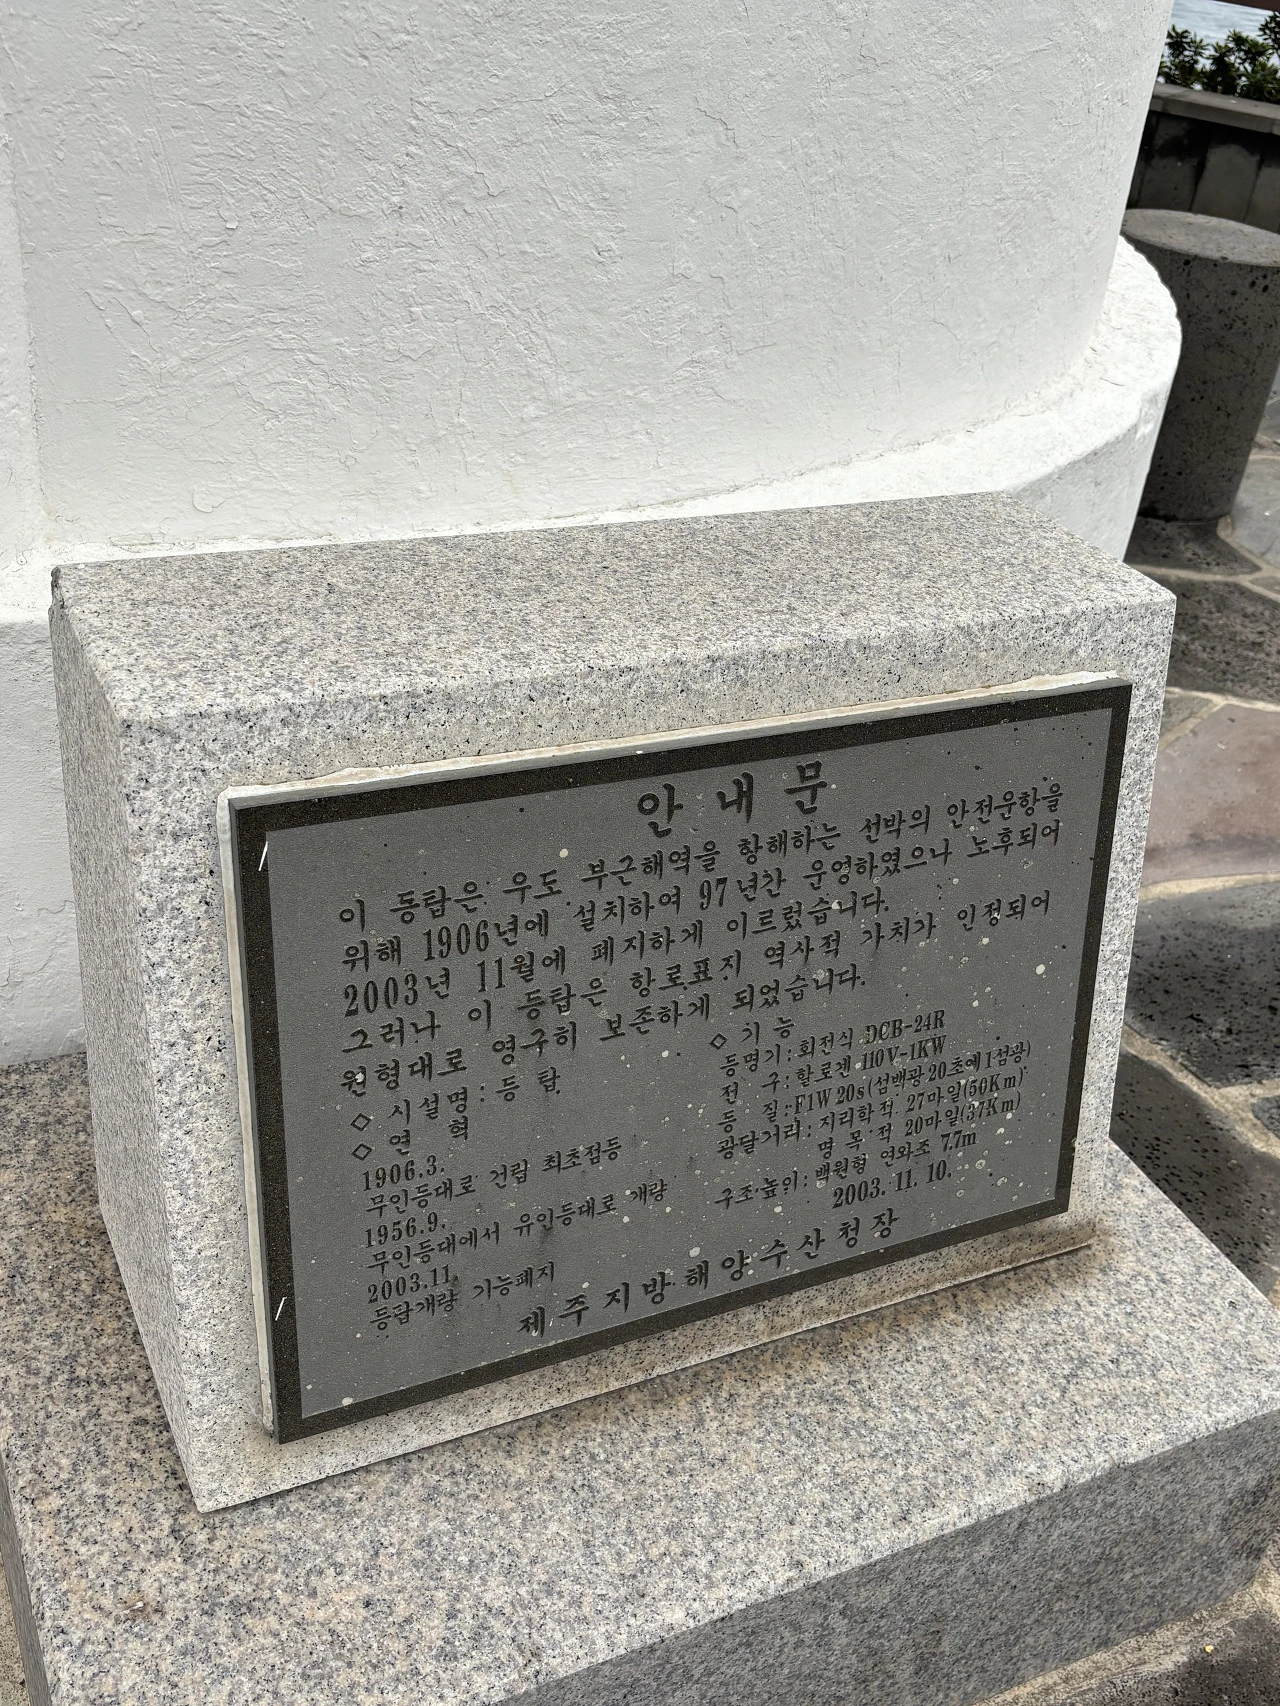 안내문
이 등탑은 우도 부근해역을 항해하는 선박의 안전운항을
위해 1906년에 설치하여 97년간 운영하였으나 노후되어
2003년 11월에 폐지하게 이르렀습니다.
그러나 이 등탑은 항로표지 역사적 가치가 인정되어
원형대로 영구히 보존하게 되었습니다.
◇ 시설명 : 등탑
◇ 연 혁
1906.3.
무인등대로 건립 최초점등
1956.9.
무인등대에서 유인등대로 개량
2003.11
등탑개량 기능폐지
◇ 기 능
등명기 : 회전식 DCB-24R
전 구 : 할로겐 110V-1KW
등 질 : F1W 20s(섬백광 20초에 1섬광)
광달거리 : 지리학적 27마일(50Km)
명 목 적 20마일(37Km)
구조·높이 : 백원형 연와조 7.7m
2003. 11. 10.
제주지방해양수산청장